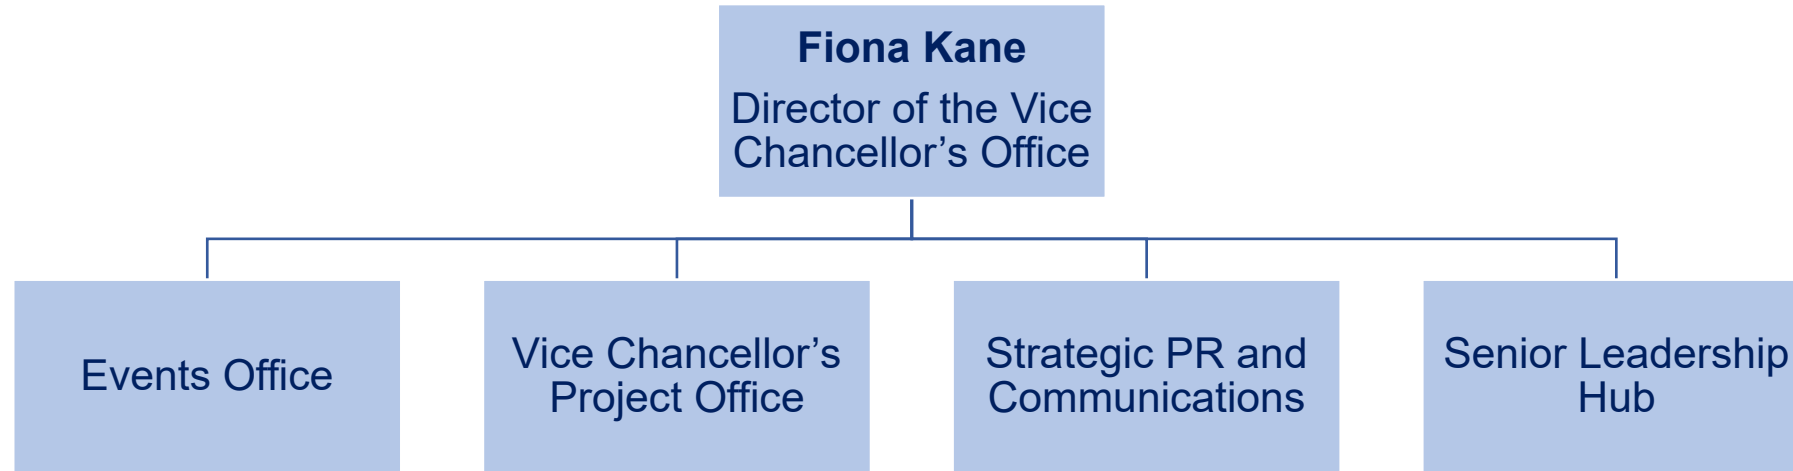 Fiona Kane
Director of the Vice
Chancellor’s Office
Events Office
Vice Chancellor’s
Project Office
Strategic PR and
Communications
Senior Leadership
Hub